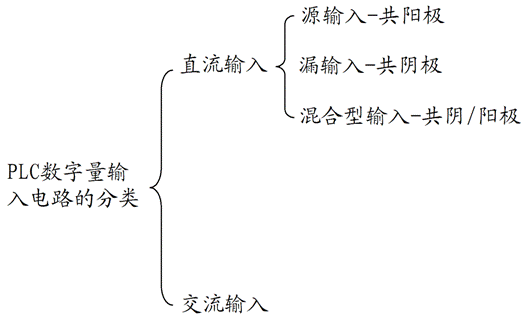 源输入-共阳极
直流输入
漏输入-共阴极
混合型输入-共阴/阳极
PLC数字量输
入电路的分类
交流输入